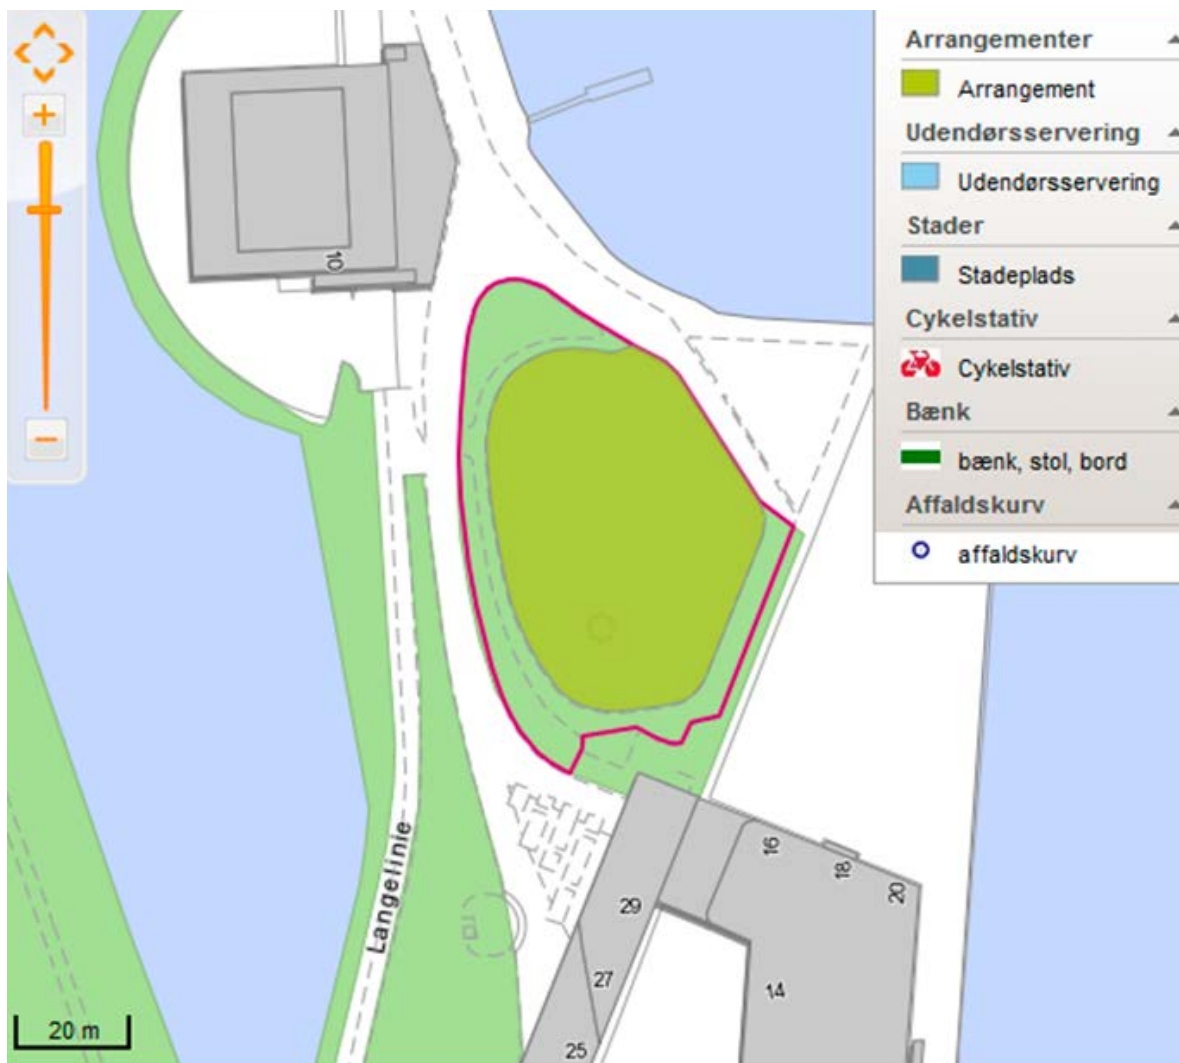 Arrangementer
Arrangement
Udendørsservering
Udendørsservering
Stader
Stadeplads
Cykelstativ
Cykelstativ
Bænk
bænk, stol, bord
Affaldskurv
affaldskurv
10
Langelinie
16
18
20
29
27
14
25
20 m